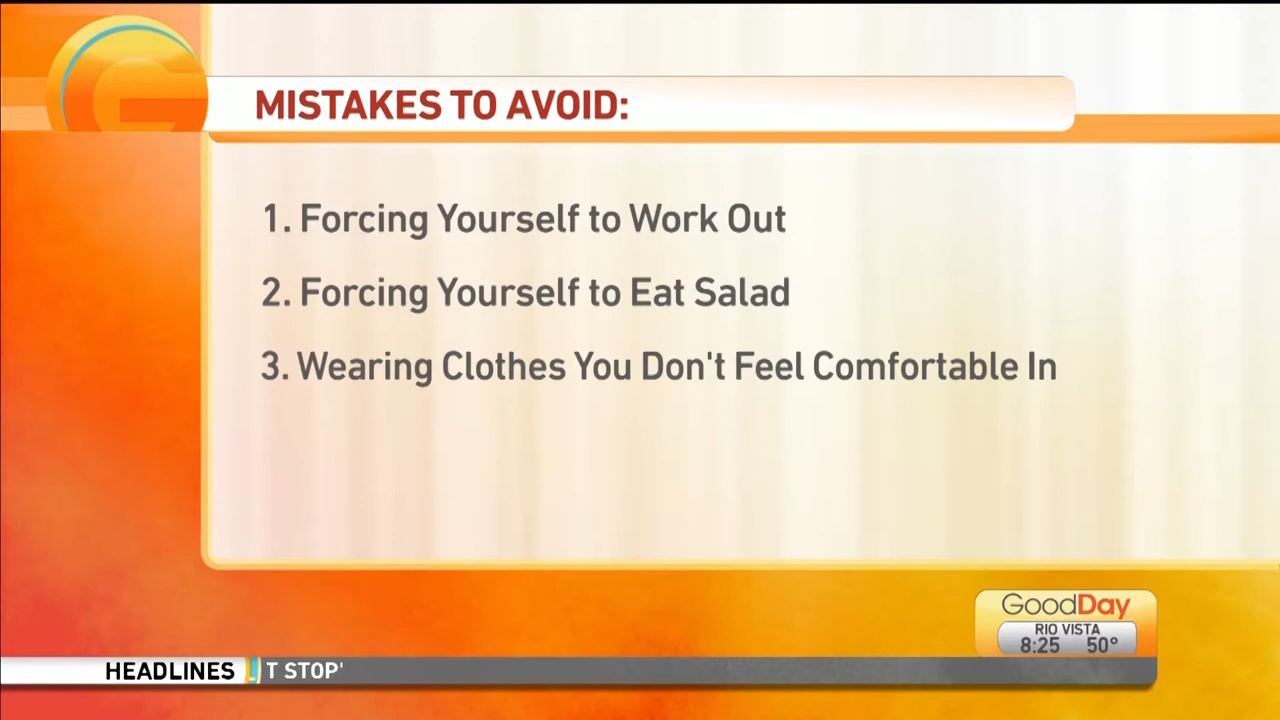 MISTAKES TO AVOID:
1. Forcing Yourself to Work Out
2. Forcing Yourself to Eat Salad
3. Wearing Clothes You Don't Feel Comfortable In
GoodDay
RIO VISTA
8:25 50°
HEADLINES T STOP'